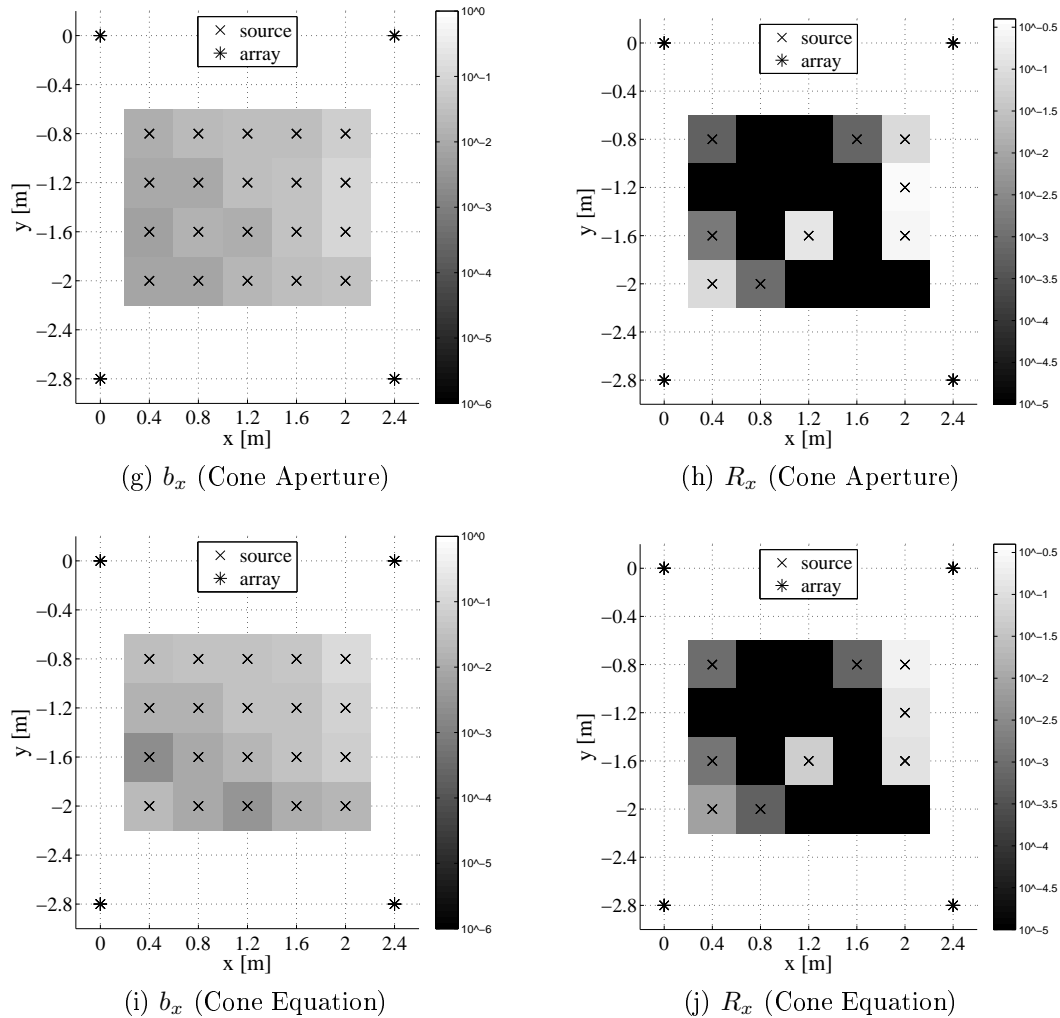 0
−0.4
−0.8
−1.2
−1.6
−2
−2.4
−2.8
y [m]
source
array
0 0.4 0.8 1.2 1.6 2 2.4
x [m]
10^0
10^−1
10^−2
10^−3
10^−4
10^−5
10^−6
(g) b_x (Cone Aperture)
0
−0.4
−0.8
−1.2
−1.6
−2
−2.4
−2.8
y [m]
source
array
0 0.4 0.8 1.2 1.6 2 2.4
x [m]
10^−0.5
10^−1
10^−1.5
10^−2
10^−2.5
10^−3
10^−3.5
10^−4
10^−4.5
10^−5
(h) R_x (Cone Aperture)
0
−0.4
−0.8
−1.2
−1.6
−2
−2.4
−2.8
y [m]
source
array
0 0.4 0.8 1.2 1.6 2 2.4
x [m]
10^0
10^−1
10^−2
10^−3
10^−4
10^−5
10^−6
(i) b_x (Cone Equation)
0
−0.4
−0.8
−1.2
−1.6
−2
−2.4
−2.8
y [m]
source
array
0 0.4 0.8 1.2 1.6 2 2.4
x [m]
10^−0.5
10^−1
10^−1.5
10^−2
10^−2.5
10^−3
10^−3.5
10^−4
10^−4.5
10^−5
(j) R_x (Cone Equation)